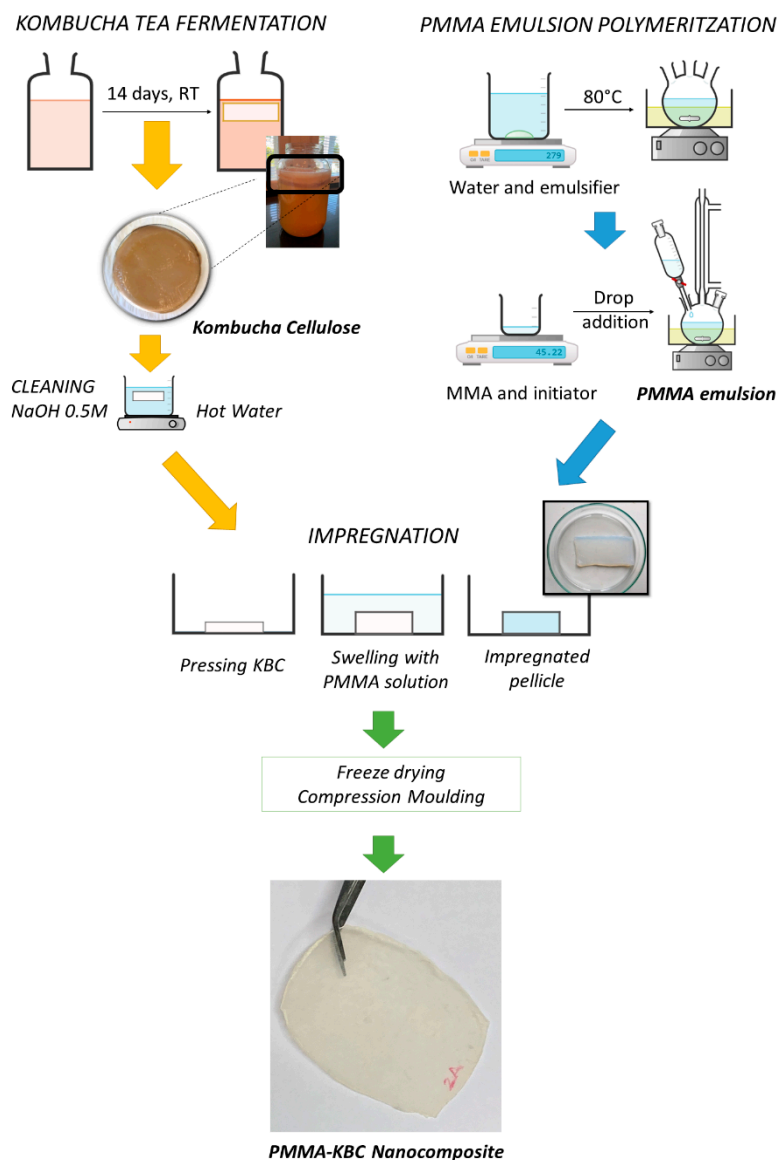 KOMBUCHA TEA FERMENTATION
14 days, RT
Kombucha Cellulose
CLEANING
NaOH 0.5M
Hot Water
PMMA EMULSION POLYMERITZATION
279
80°C
Water and emulsifier
45.22
Drop
addition
MMA and initiator
PMMA emulsion
IMPREGNATION
Pressing KBC
Swelling with
PMMA solution
Impregnated
pellicle
Freeze drying
Compression Moulding
2A
PMMA-KBC Nanocomposite